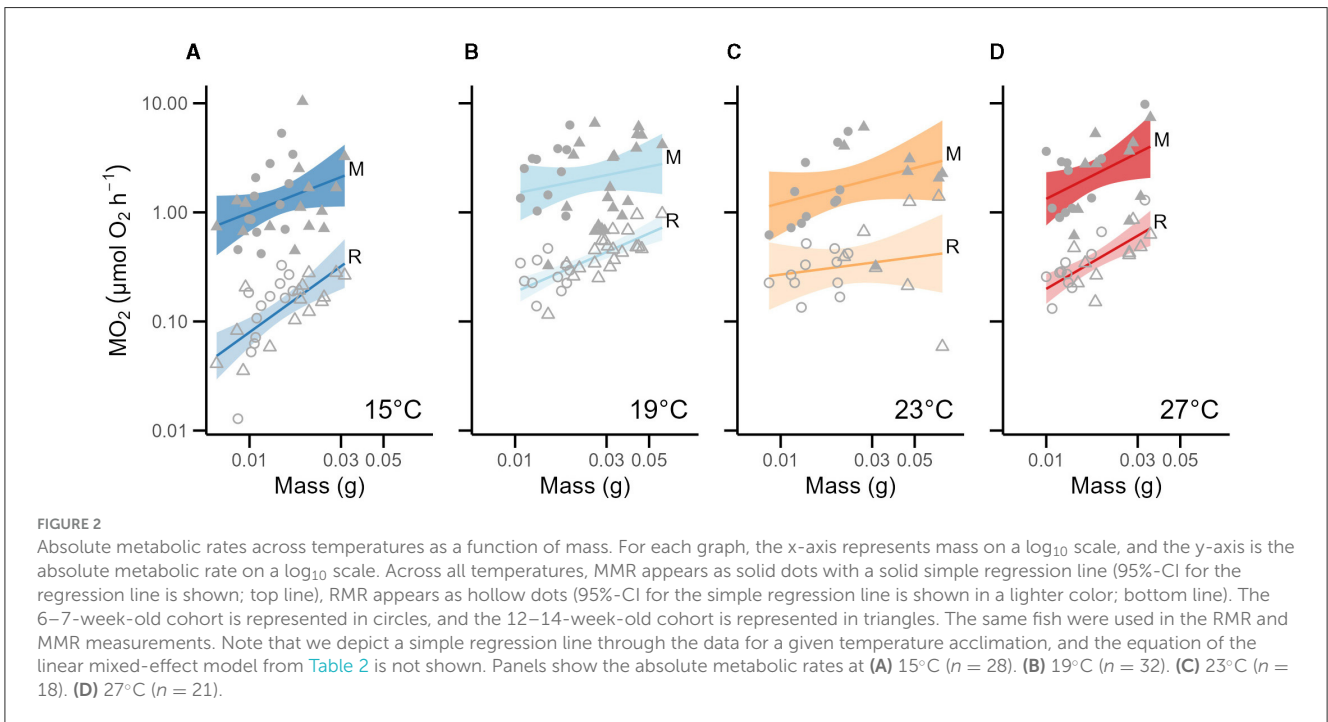 A
B
C
D
MO₂ (μmol O₂ h⁻¹)
10.00
1.00
0.10
0.01
M
R
15°C
M
R
19°C
M
R
23°C
M
R
27°C
0.01 0.03 0.05
0.01 0.03 0.05
0.01 0.03 0.05
0.01 0.03 0.05
Mass (g)
Mass (g)
Mass (g)
Mass (g)
FIGURE 2
Absolute metabolic rates across temperatures as a function of mass. For each graph, the x-axis represents mass on a log₁₀ scale, and the y-axis is the
absolute metabolic rate on a log₁₀ scale. Across all temperatures, MMR appears as solid dots with a solid simple regression line (95%-CI for the
regression line is shown; top line), RMR appears as hollow dots (95%-CI for the simple regression line is shown in a lighter color; bottom line). The
6–7-week-old cohort is represented in circles, and the 12–14-week-old cohort is represented in triangles. The same fish were used in the RMR and
MMR measurements. Note that we depict a simple regression line through the data for a given temperature acclimation, and the equation of the
linear mixed-effect model from Table 2 is not shown. Panels show the absolute metabolic rates at (A) 15°C (n = 28). (B) 19°C (n = 32). (C) 23°C (n =
18). (D) 27°C (n = 21).